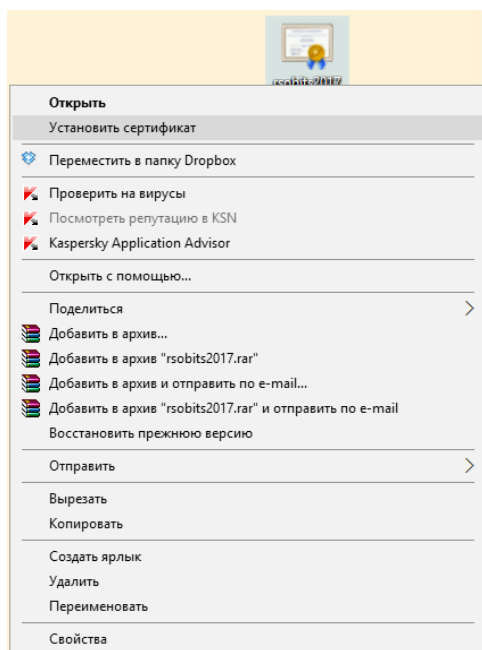 rsobits2017
Открыть
Установить сертификат
Переместить в папку Dropbox
Проверить на вирусы
Посмотреть репутацию в KSN
Kaspersky Application Advisor
Открыть с помощью...
Поделиться
Добавить в архив...
Добавить в архив "rsobits2017.rar"
Добавить в архив и отправить по e-mail...
Добавить в архив "rsobits2017.rar" и отправить по e-mail
Восстановить прежнюю версию
Отправить
Вырезать
Копировать
Создать ярлык
Удалить
Переименовать
Свойства